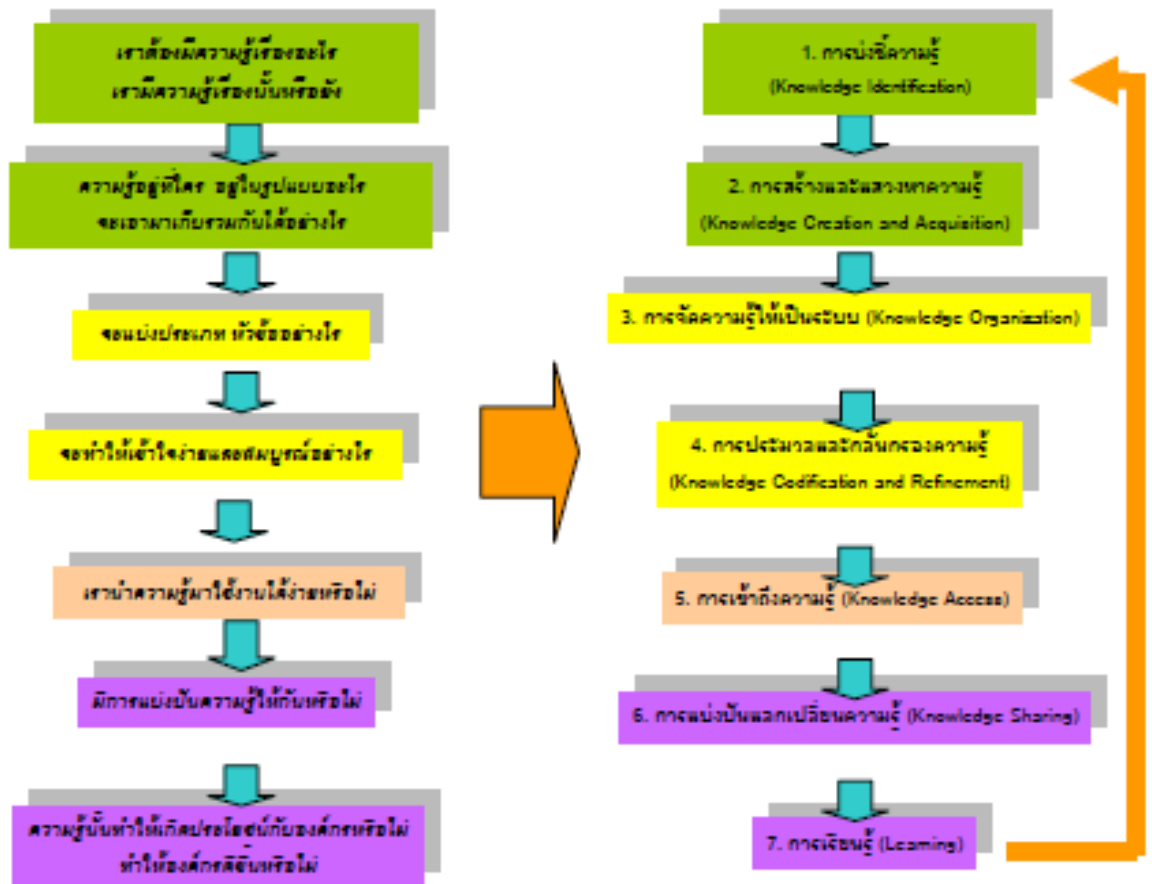 เราต้องมีความรู้เรื่องอะไร
เรามีความรู้เรื่องนั้นหรือยัง
ความรู้อยู่ที่ใคร อยู่ในรูปแบบอะไร
จะเอามาเก็บรวมกันได้อย่างไร
จะแบ่งประเภท หัวข้ออย่างไร
จะทำให้เข้าใจง่ายและสมบูรณ์อย่างไร
เรานำความรู้มาใช้งานได้ง่ายหรือไม่
มีการแบ่งปันความรู้ให้กันหรือไม่
ความรู้นั้นทำให้เกิดประโยชน์กับองค์กรหรือไม่
ทำให้องค์กรดีขึ้นหรือไม่
1. การบ่งชี้ความรู้
(Knowledge Identification)
2. การสร้างและแสวงหาความรู้
(Knowledge Creation and Acquisition)
3. การจัดความรู้ให้เป็นระบบ (Knowledge Organization)
4. การประมวลและกลั่นกรองความรู้
(Knowledge Codification and Refinement)
5. การเข้าถึงความรู้ (Knowledge Access)
6. การแบ่งปันแลกเปลี่ยนความรู้ (Knowledge Sharing)
7. การเรียนรู้ (Learning)